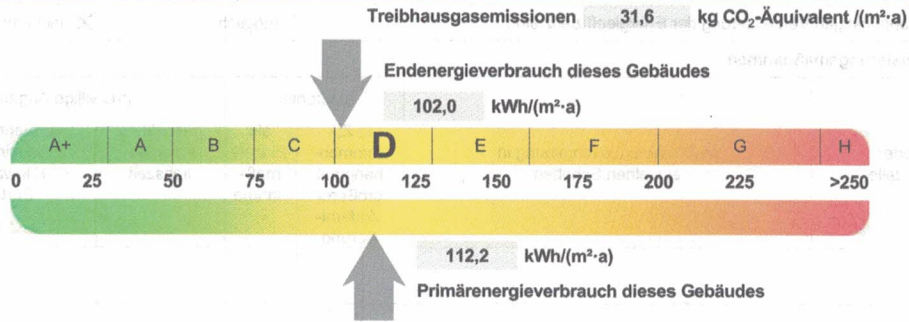 Treibhausgasemissionen 31,6 kg CO₂-Äquivalent /(m²·a)
Endenergieverbrauch dieses Gebäudes
102,0 kWh/(m²·a)
A+ A B C D E F G H
0 25 50 75 100 125 150 175 200 225 >250
112,2 kWh/(m²·a)
Primärenergieverbrauch dieses Gebäudes